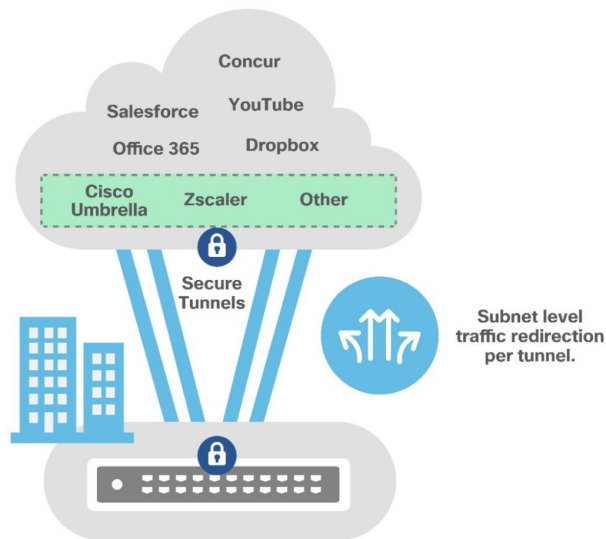 Concur
Salesforce
YouTube
Office 365
Dropbox
Cisco
Umbrella
Zscaler
Other
Secure
Tunnels
Subnet level
traffic redirection
per tunnel.